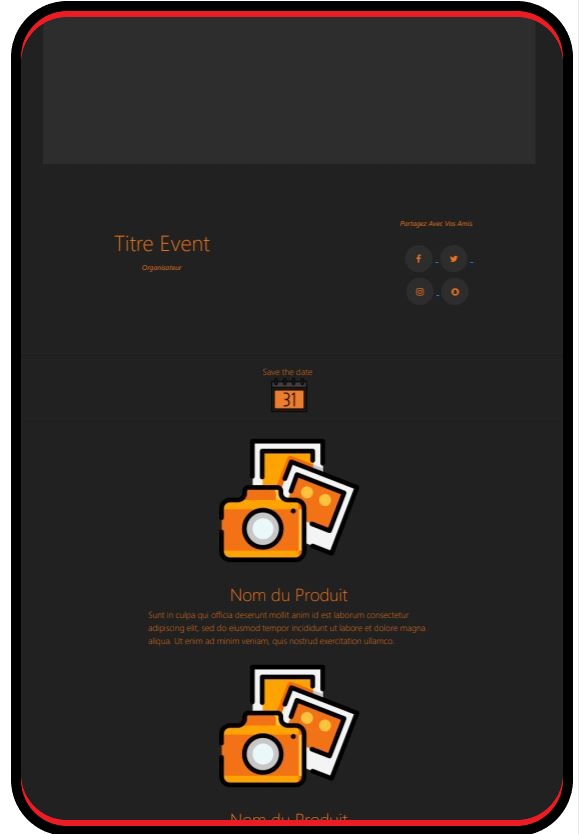 Partagez Avec Vos Amis
Titre Event
Organisateur
Save the date
31
Nom du Produit
Sunt in culpa qui officia deserunt mollit anim id est laborum consectetur
adipiscing elit, sed do eiusmod tempor incididunt ut labore et dolore magna
aliqua. Ut enim ad minim veniam, quis nostrud exercitation ullamco.
Nom du Produit